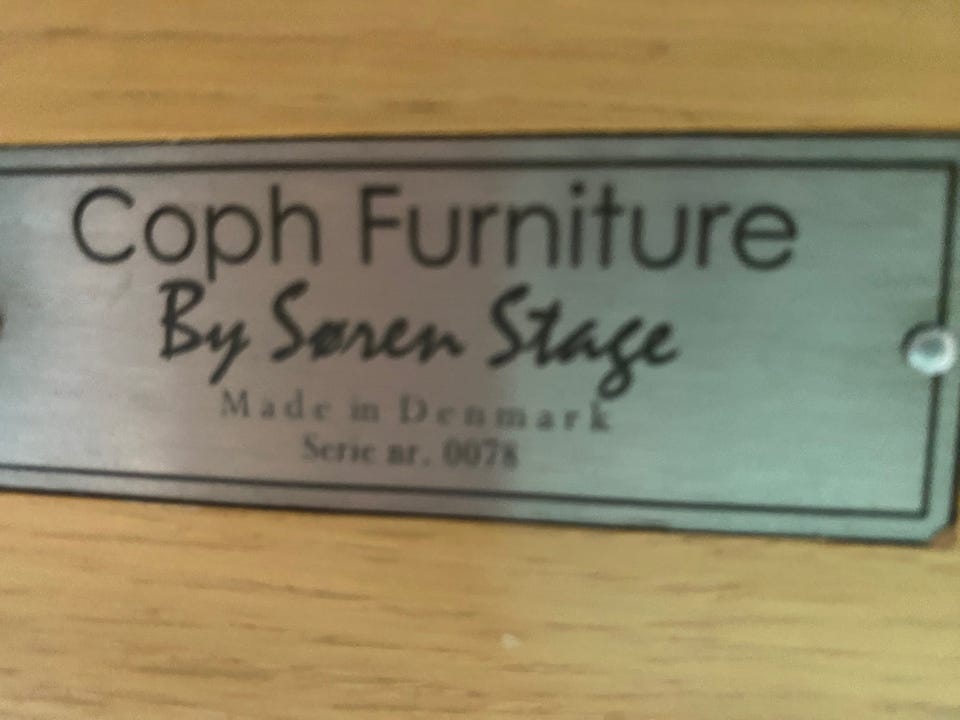 Coph Furniture
By Søren Stage
Made in Denmark
Serie nr. 0078